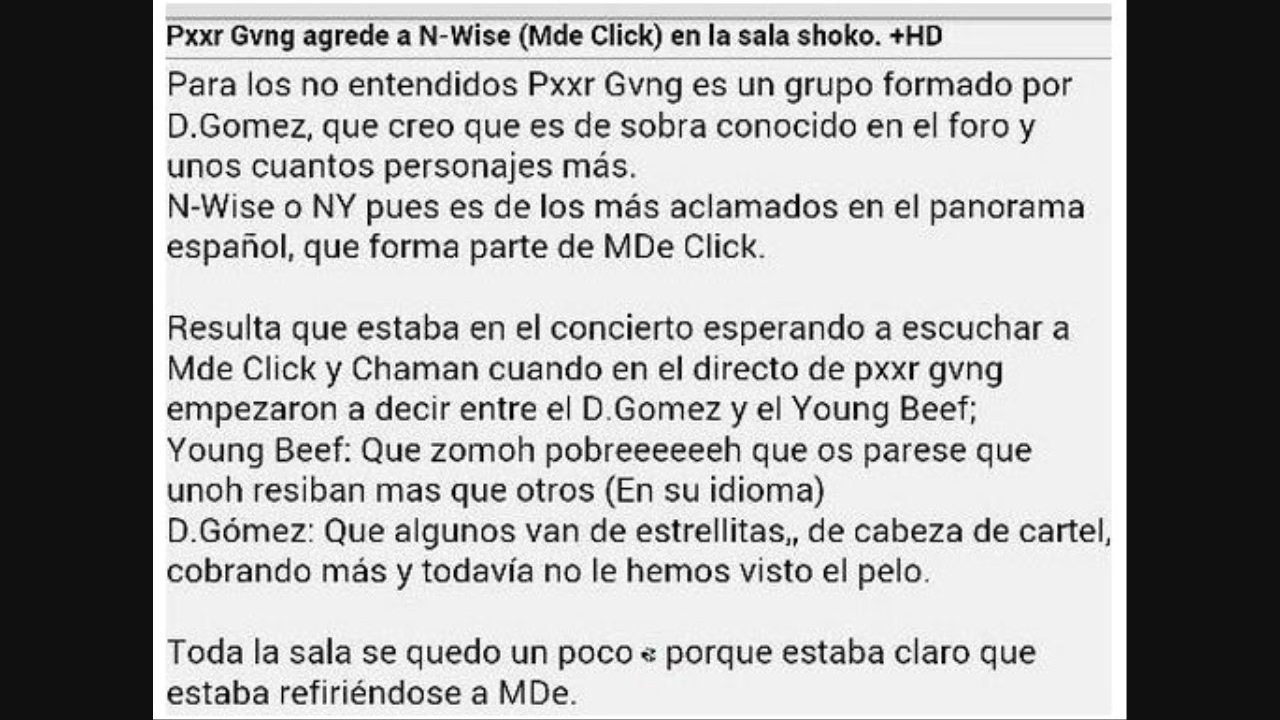 Pxxr Gvng agrede a N-Wise (Mde Click) en la sala shoko. +HD
Para los no entendidos Pxxr Gvng es un grupo formado por
D.Gomez, que creo que es de sobra conocido en el foro y
unos cuantos personajes más.
N-Wise o NY pues es de los más aclamados en el panorama
español, que forma parte de MDe Click.
Resulta que estaba en el concierto esperando a escuchar a
Mde Click y Chaman cuando en el directo de pxxr gvng
empezaron a decir entre el D.Gomez y el Young Beef;
Young Beef: Que zomoh pobreeeeeeh que os parese que
unoh resiban mas que otros (En su idioma)
D.Gómez: Que algunos van de estrellitas,, de cabeza de cartel,
cobrando más y todavía no le hemos visto el pelo.
Toda la sala se quedo un poco porque estaba claro que
estaba refiriéndose a MDe.